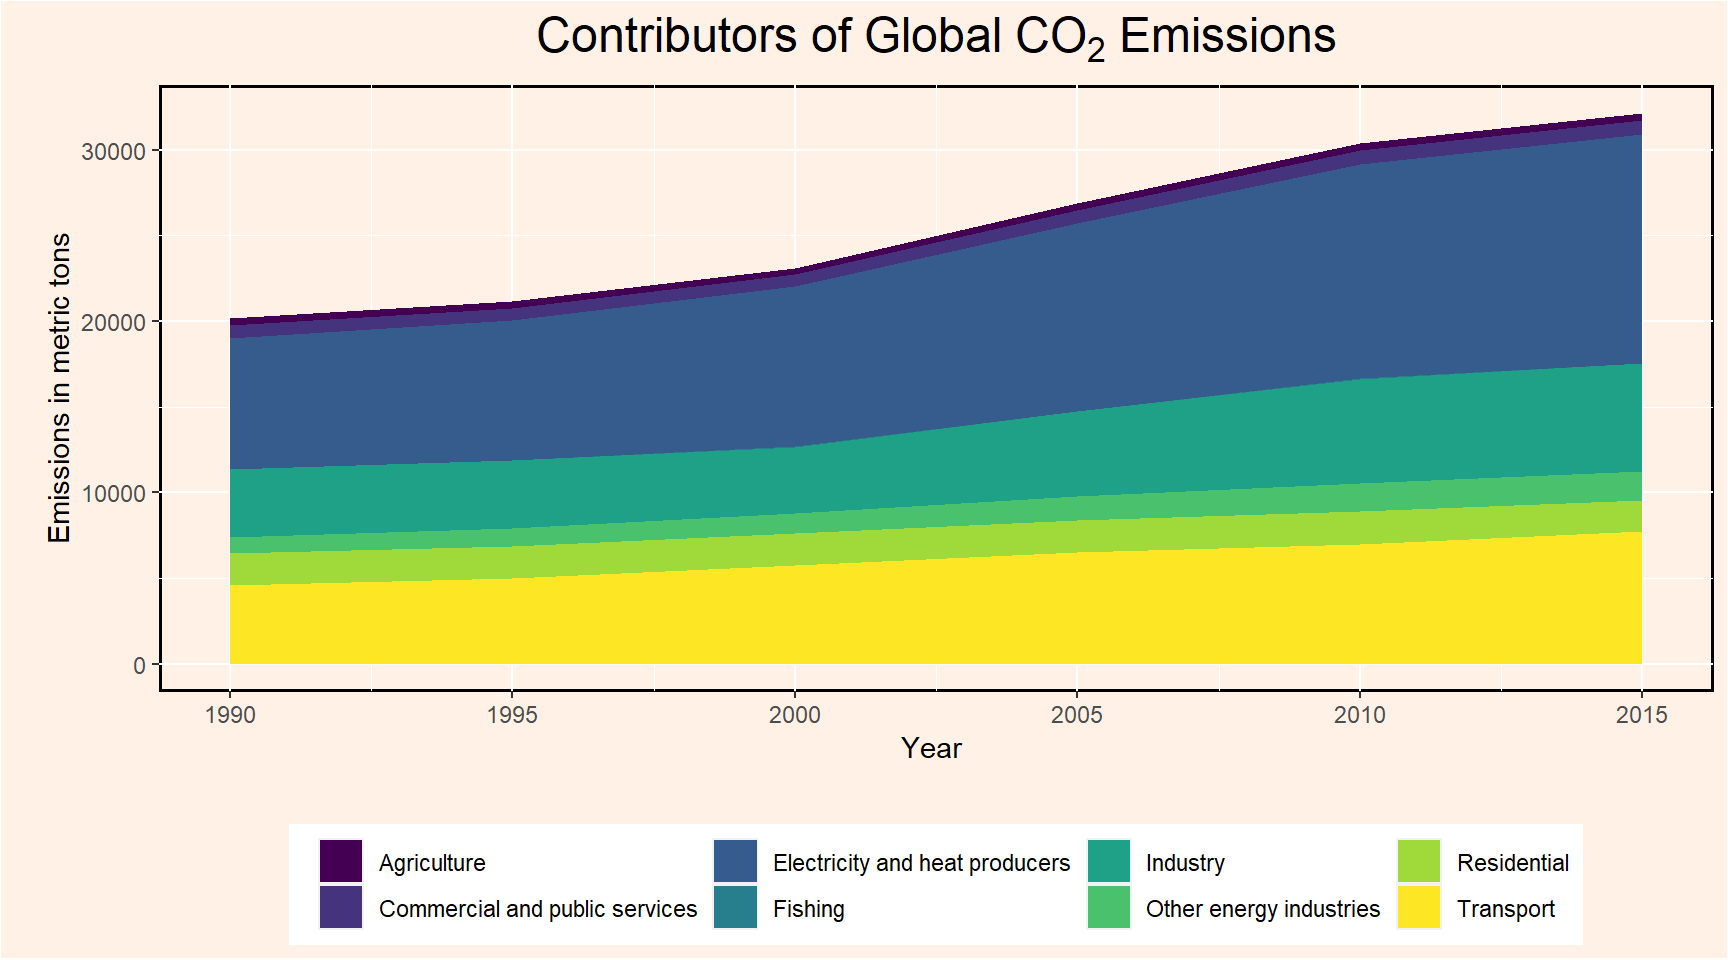 Contributors of Global CO₂ Emissions
Emissions in metric tons
30000
20000
10000
0
1990 1995 2000 2005 2010 2015
Year
Agriculture Electricity and heat producers Industry Residential
Commercial and public services Fishing Other energy industries Transport